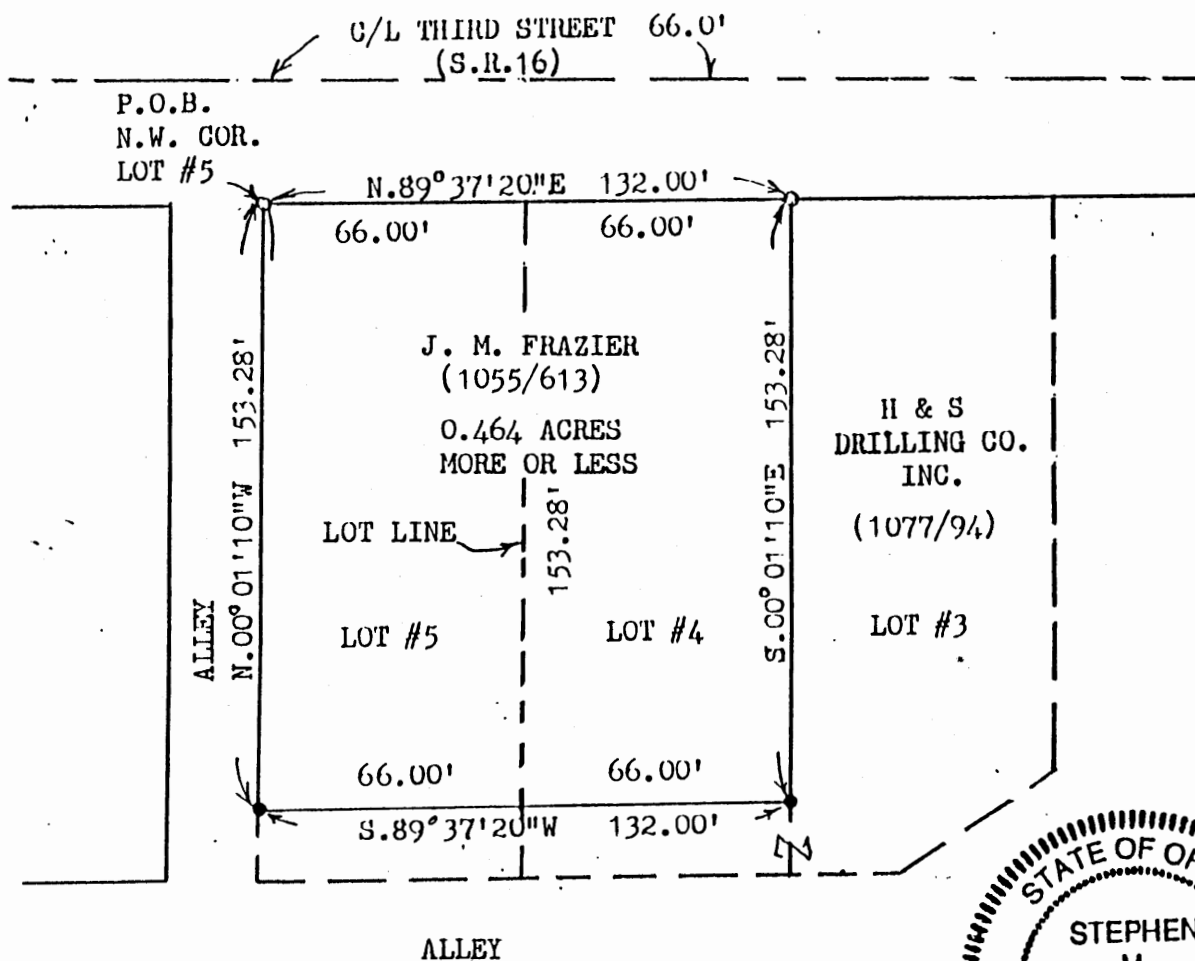 C/L THIRD STREET 66.0'
(S.R.16)
P.O.B.
N.W. COR.
LOT #5
N.89°37'20"E 132.00'
66.00' 66.00'
J. M. FRAZIER
(1055/613)
0.464 ACRES
MORE OR LESS
H & S
DRILLING CO.
INC.
(1077/94)
N.00°01'10"W 153.28'
S.00°01'10"E 153.28'
LOT LINE
153.28'
ALLEY
LOT #5 LOT #4 LOT #3
66.00' 66.00'
S.89°37'20"W 132.00'
ALLEY
STATE OF
STEPHEN
M.